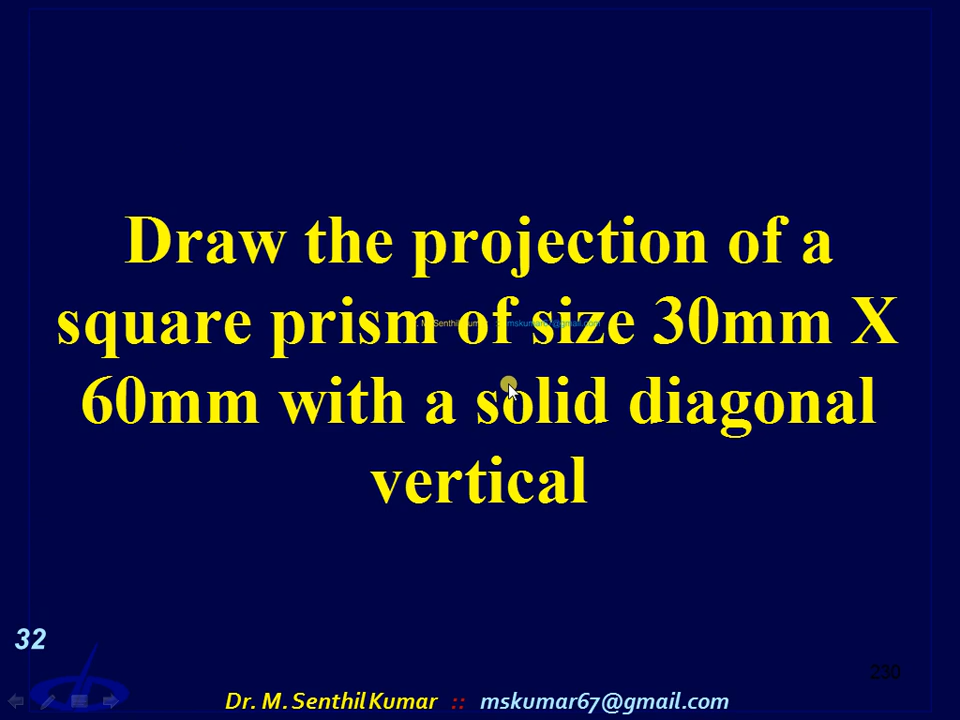 Draw the projection of a
square prism of size 30mm X
60mm with a solid diagonal
vertical
32
230
Dr. M. Senthil Kumar :: mskumar67@gmail.com